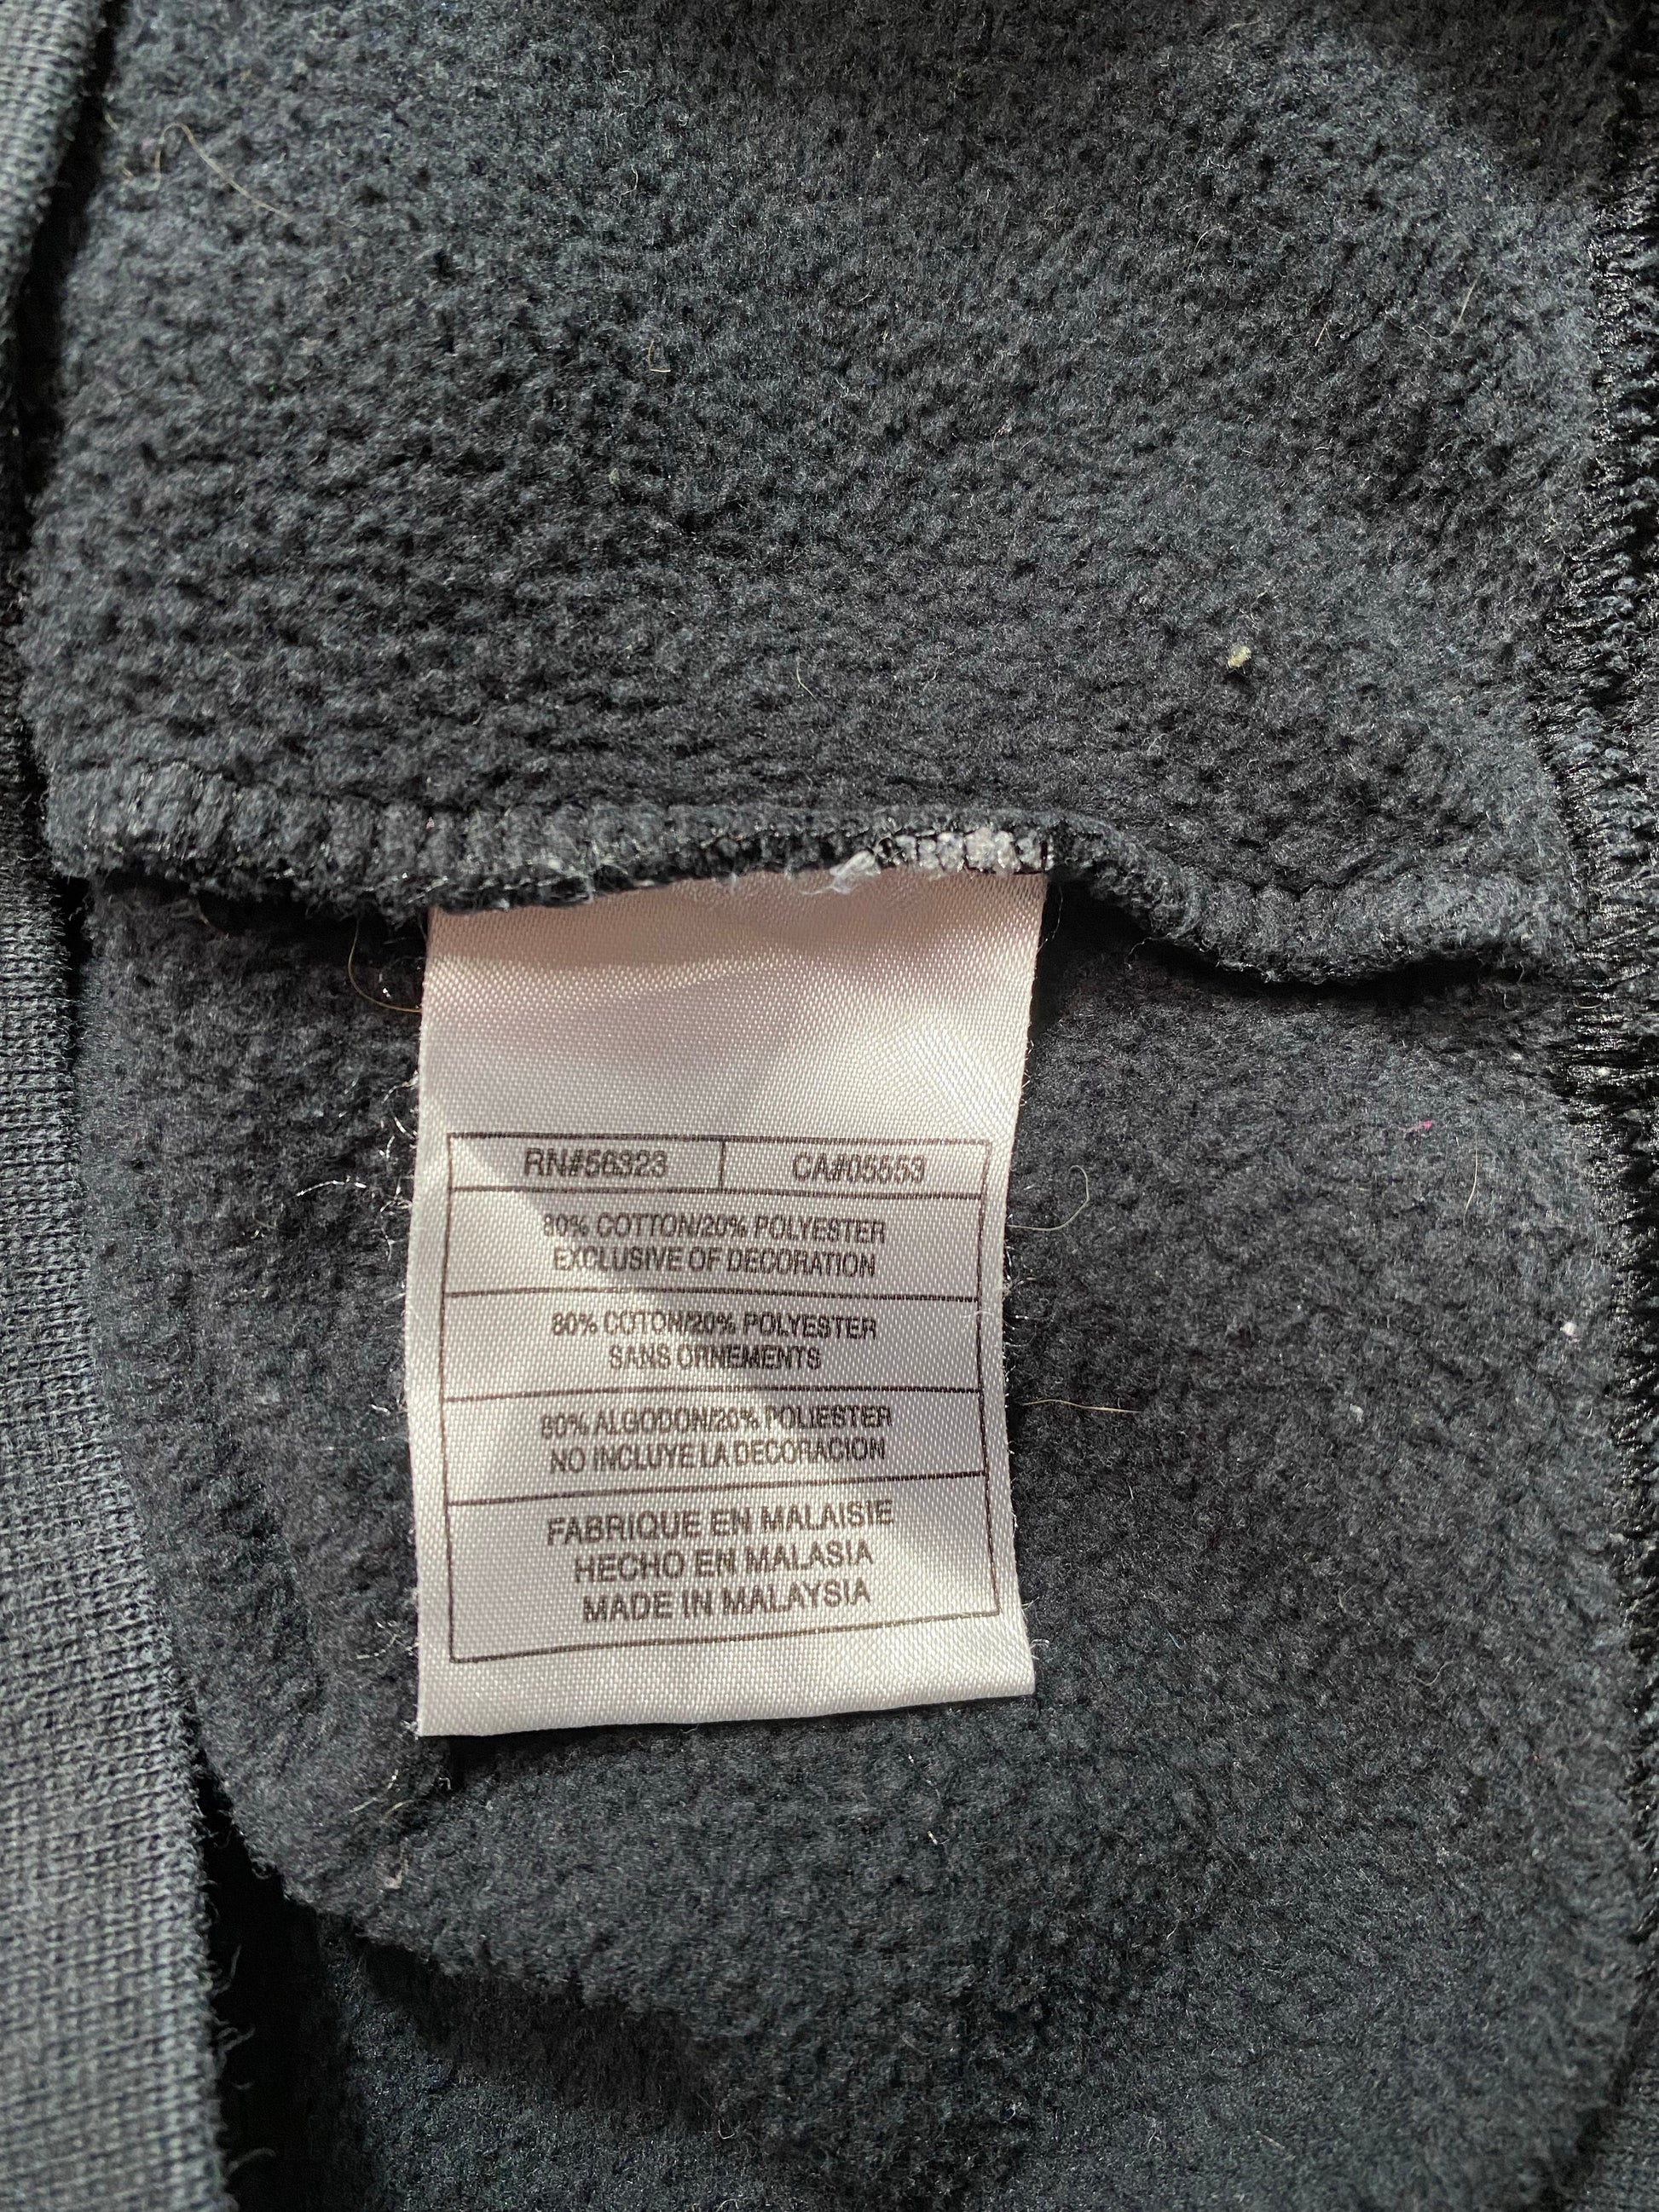 RN#56323 CA#05553
80% COTTON/20% POLYESTER
EXCLUSIVE OF DECORATION
80% COTON/20% POLYESTER
SANS ORNEMENTS
80% ALGODON/20% POLIESTER
NO INCLUYE LA DECORACION
FABRIQUE EN MALAISIE
HECHO EN MALASIA
MADE IN MALAYSIA